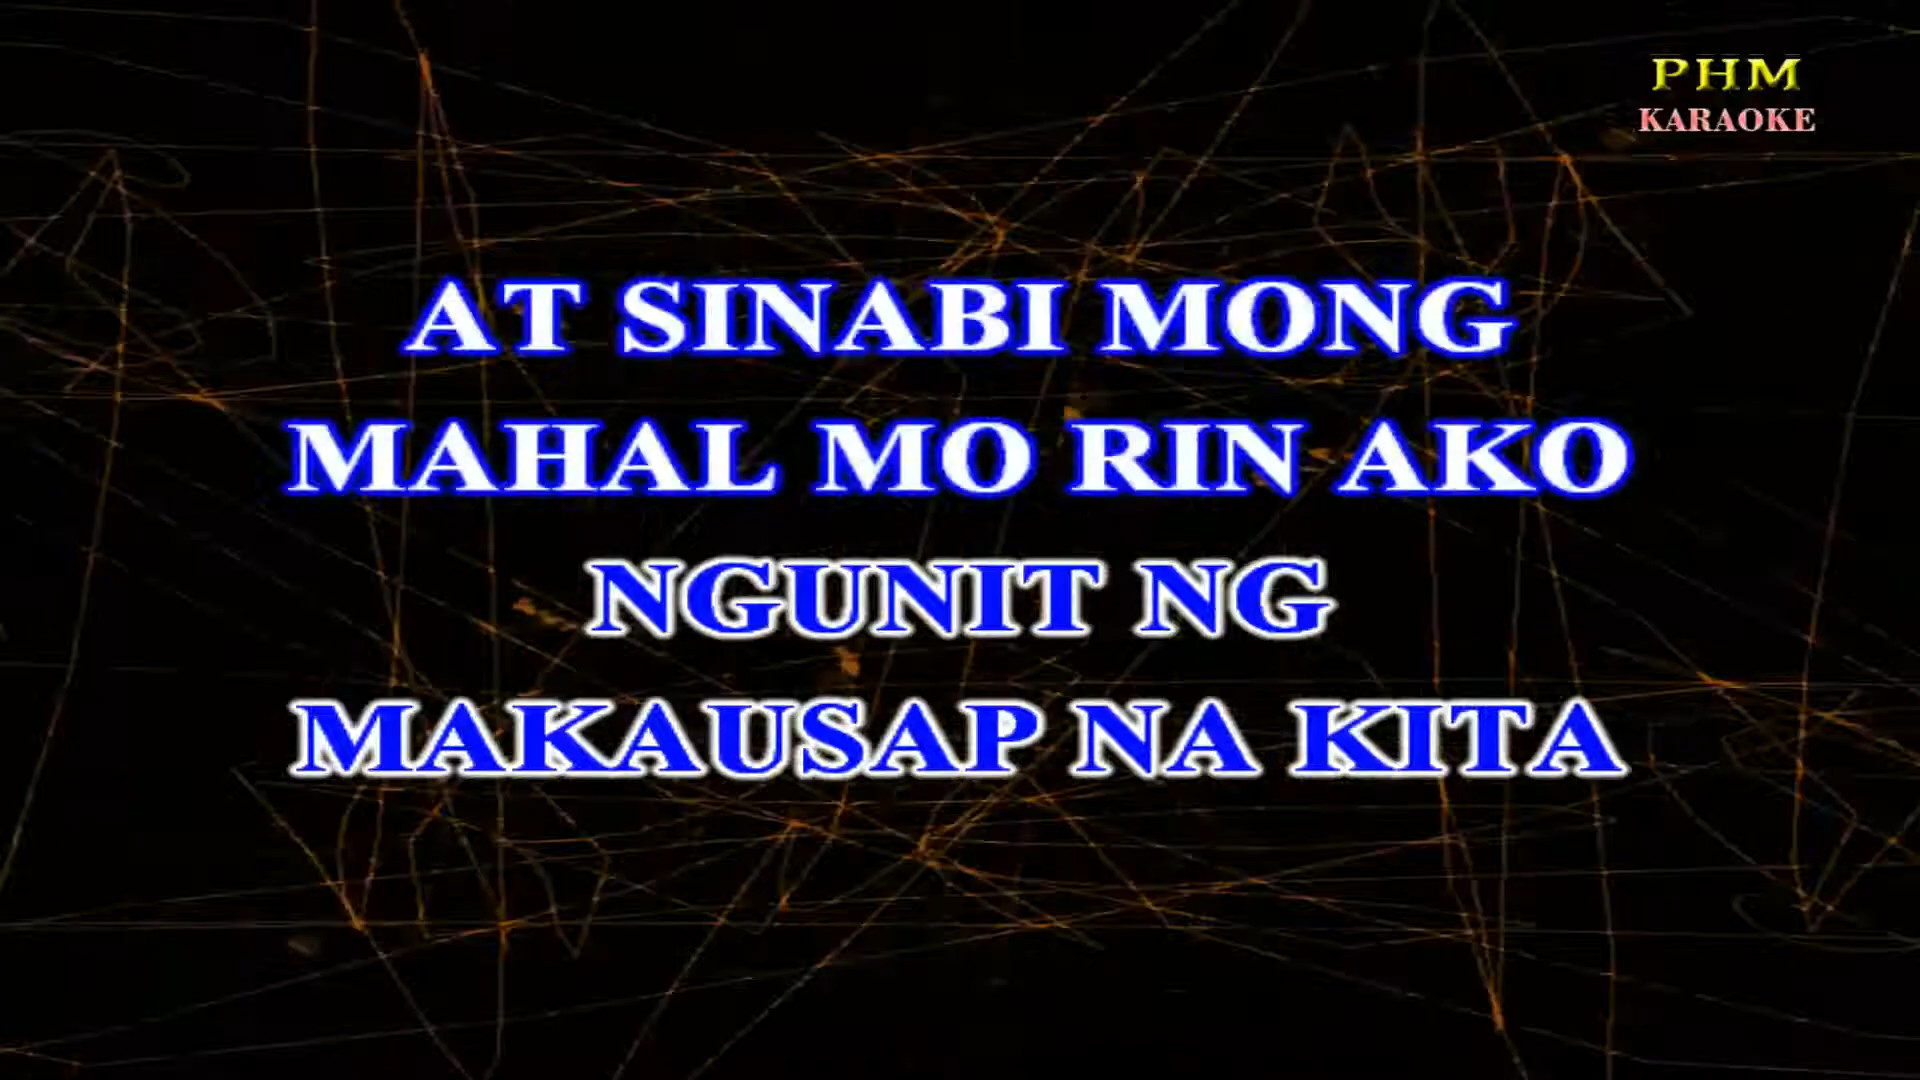 PHM
KARAOKE
AT SINABI MONG
MAHAL MO RIN AKO
NGUNIT NG
MAKAUSAP NA KITA